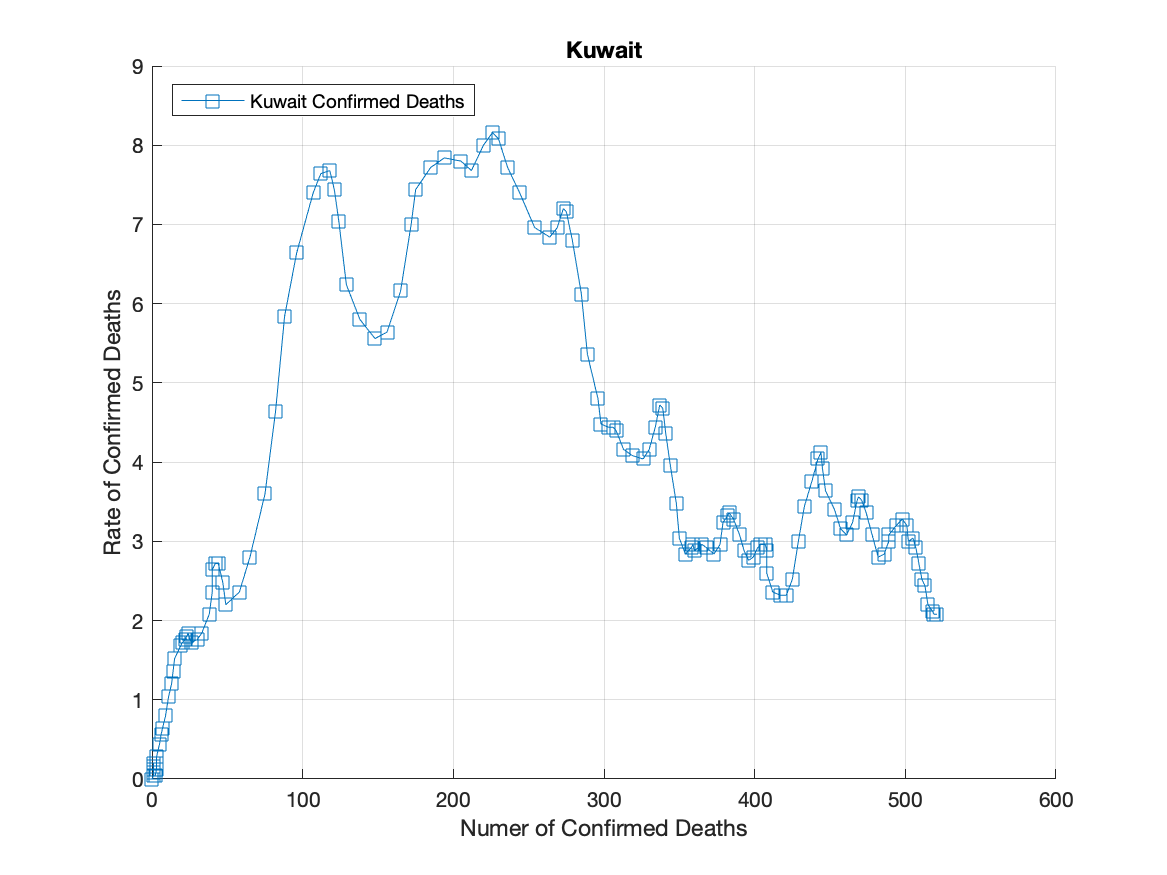 Kuwait
9
Kuwait Confirmed Deaths
8
7
6
5
4
3
2
1
0
Rate of Confirmed Deaths
0 100 200 300 400 500 600
Numer of Confirmed Deaths